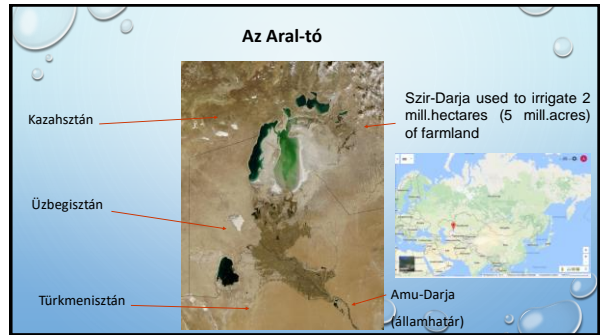 Az Aral-tó
Kazahsztán
Szir-Darja used to irrigate 2
mill.hectares (5 mill.acres)
of farmland
Üzbegisztán
Türkmenisztán
Amu-Darja
(államhatár)